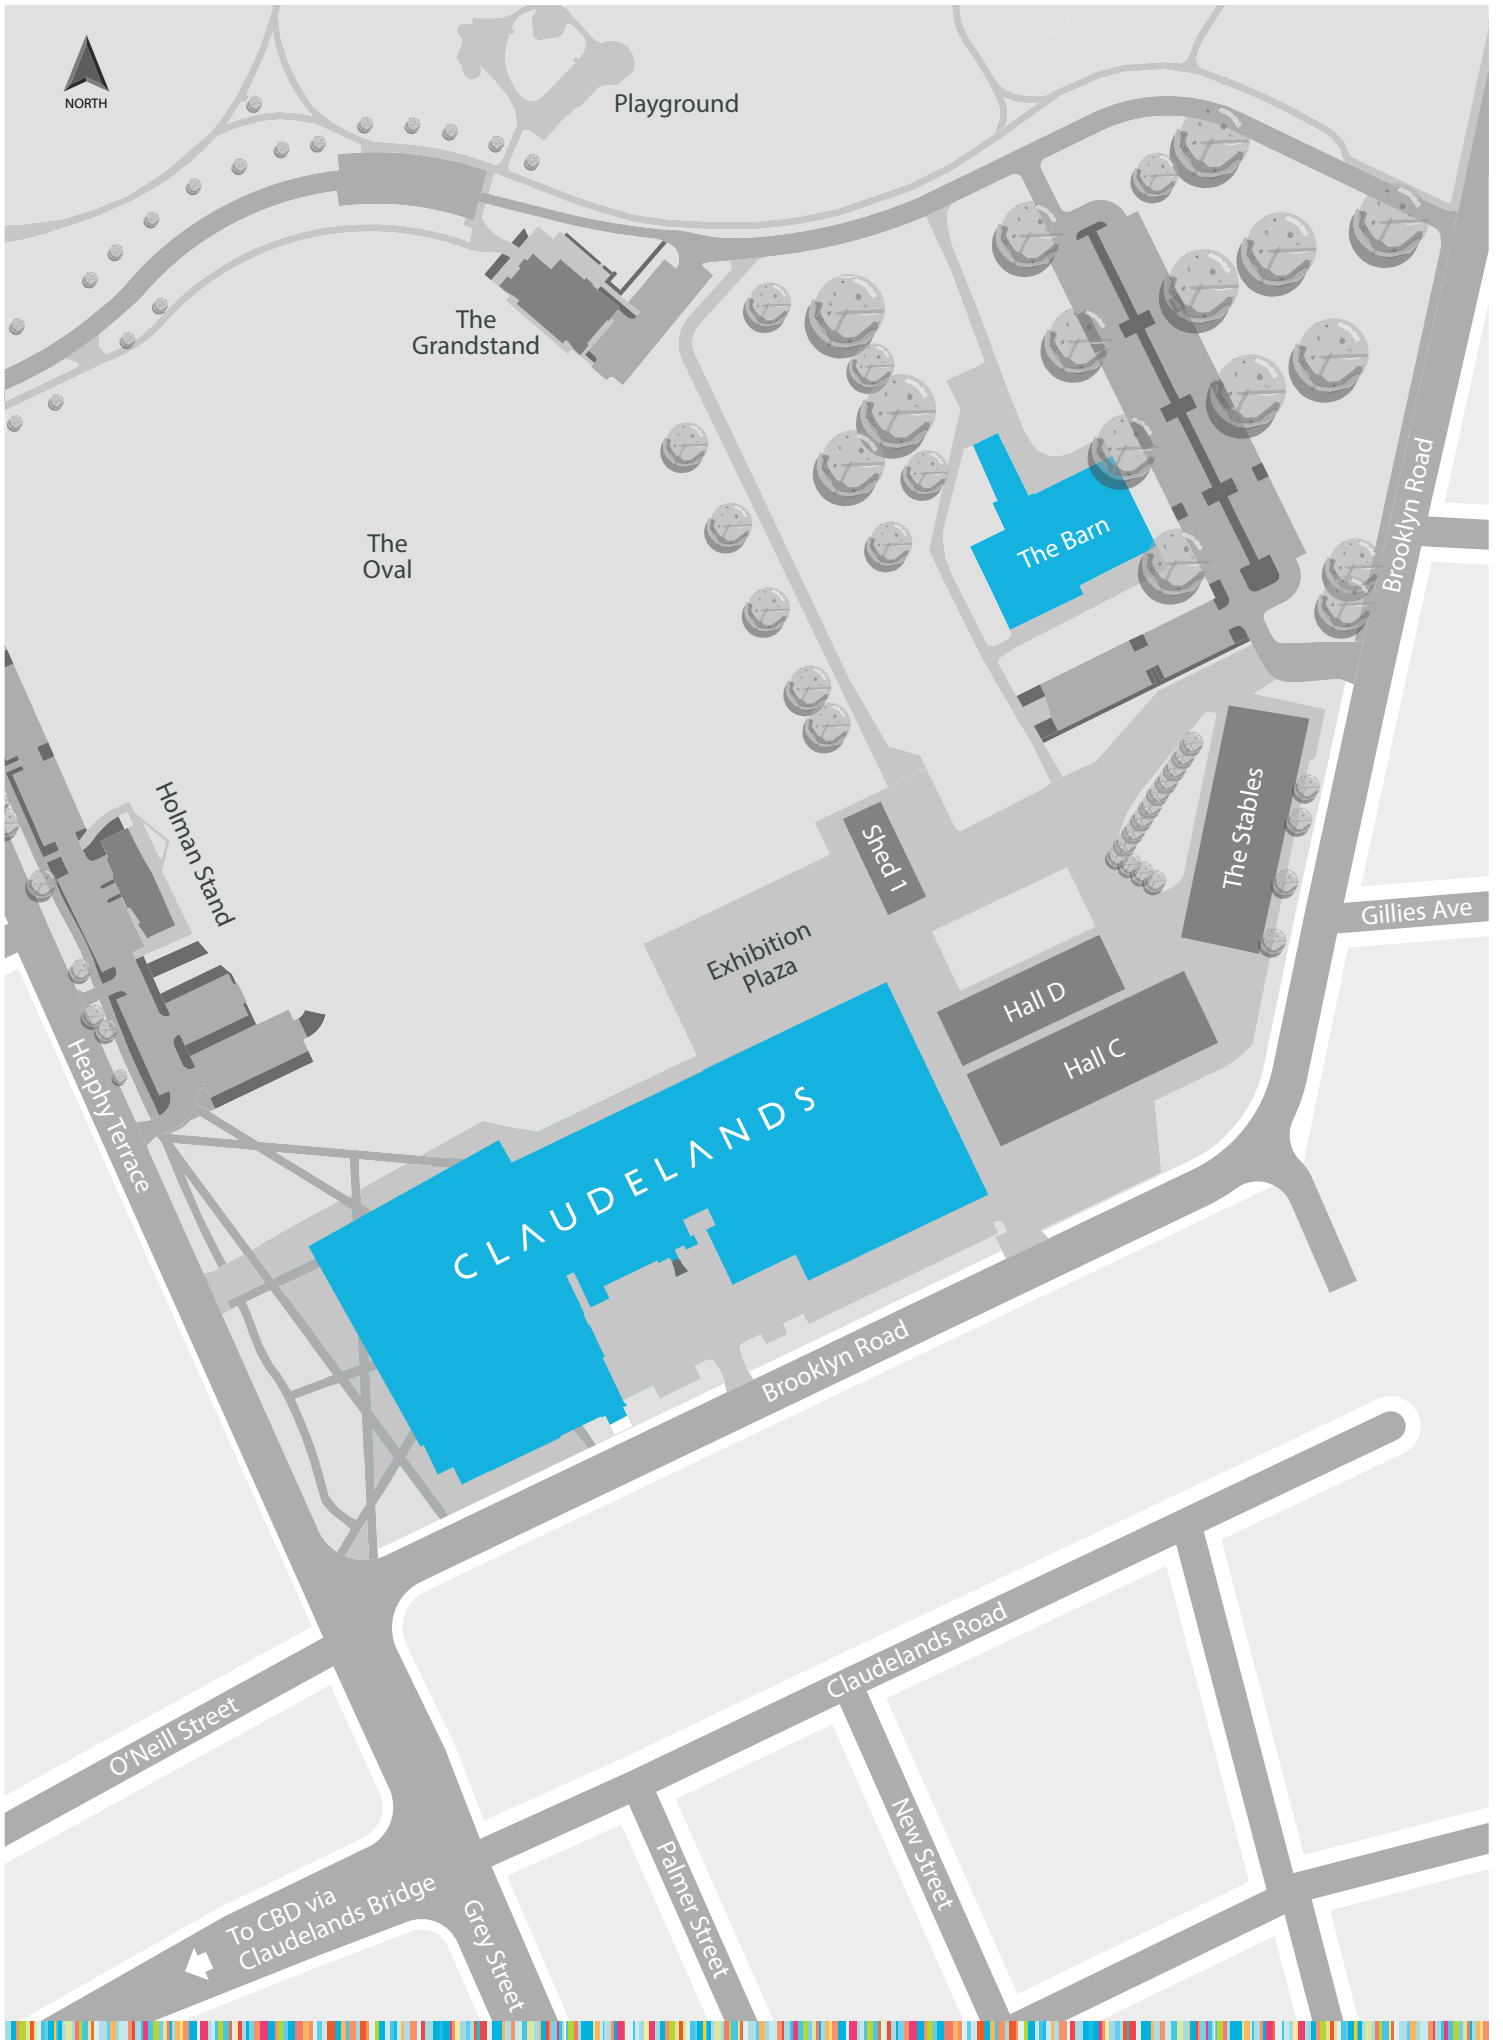 NORTH
Playground
The
Grandstand
The
Oval
The Barn
Brooklyn Road
Holman Stand
Shed 1
The Stables
Gillies Ave
Exhibition
Plaza
Hall D
Hall C
Heaphy Terrace
CLAUDELANDS
Brooklyn Road
Claudelands Road
O'Neill Street
New Street
Palmer Street
To CBD via
Claudelands Bridge
Grey Street